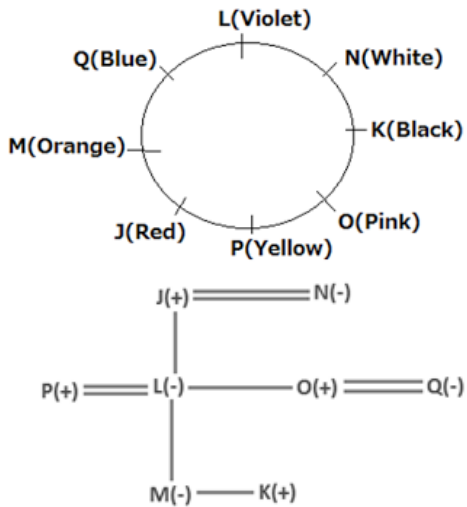 L(Violet)
Q(Blue)
N(White)
K(Black)
M(Orange)
O(Pink)
J(Red)
P(Yellow)
J(+) N(-)
P(+) L(-) O(+) Q(-)
M(-) K(+)